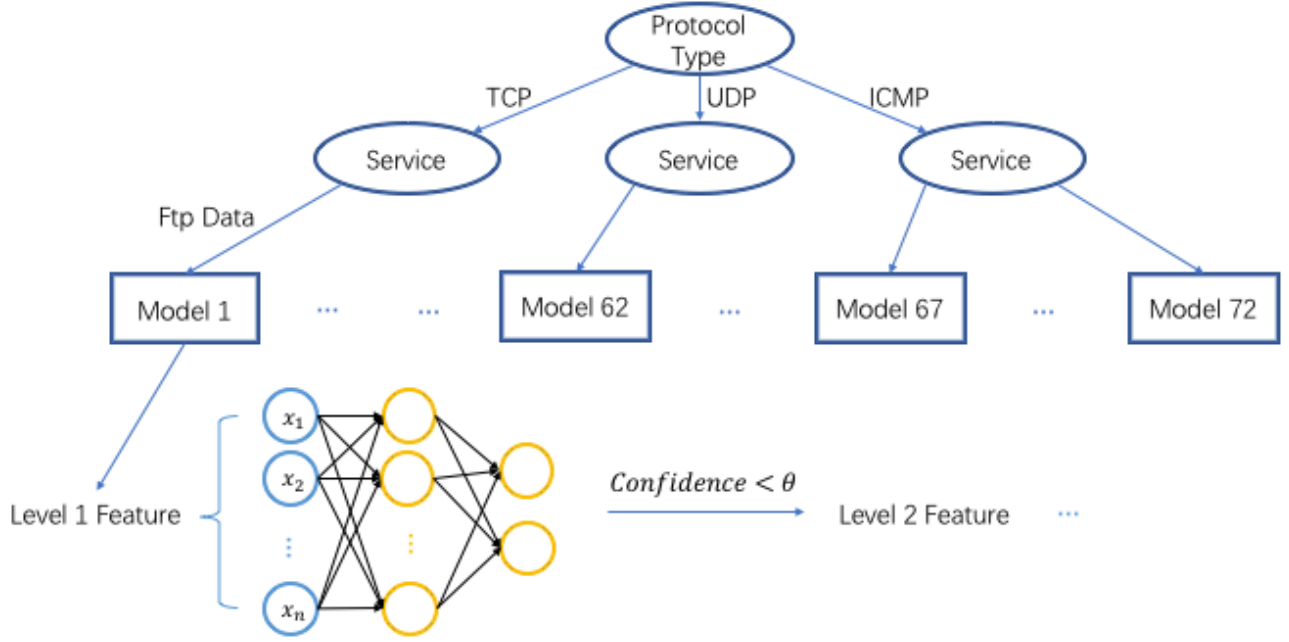 Protocol
Type
TCP
UDP
ICMP
Service
Service
Service
Ftp Data
Model 1
...
...
Model 62
...
Model 67
...
Model 72
x₁
x₂
⋮
⋮
xₙ
Level 1 Feature
Confidence < θ
Level 2 Feature
...